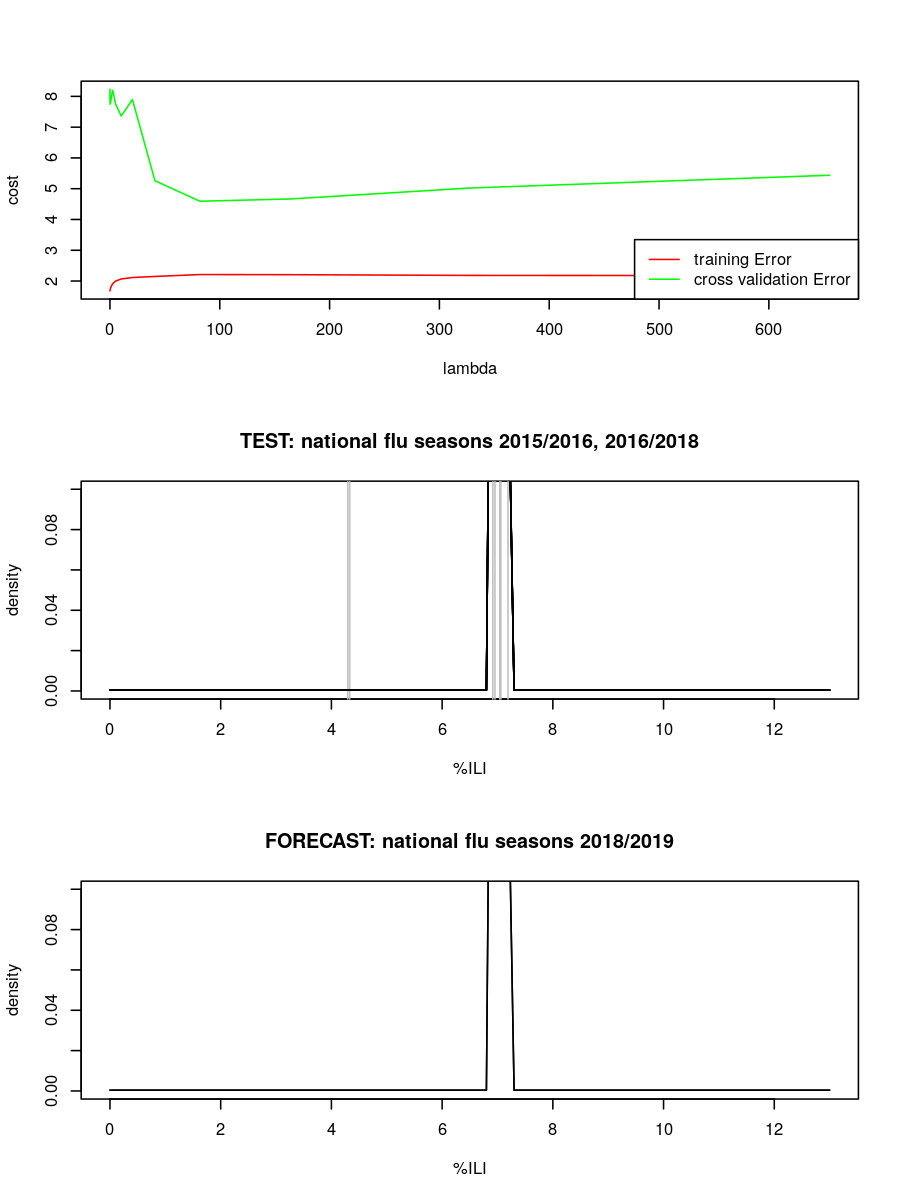 8
7
6
5
4
3
2
cost
training Error
cross validation Error
0 100 200 300 400 500 600
lambda
TEST: national flu seasons 2015/2016, 2016/2018
0.08
0.04
0.00
density
0 2 4 6 8 10 12
%ILI
FORECAST: national flu seasons 2018/2019
0.08
0.04
0.00
density
0 2 4 6 8 10 12
%ILI